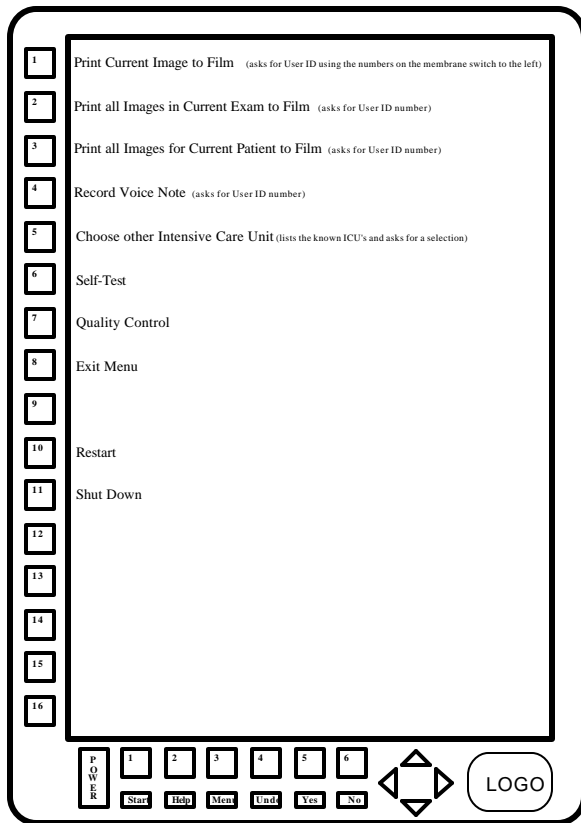 1 Print Current Image to Film (asks for User ID using the numbers on the membrane switch to the left)
2 Print all Images in Current Exam to Film (asks for User ID number)
3 Print all Images for Current Patient to Film (asks for User ID number)
4 Record Voice Note (asks for User ID number)
5 Choose other Intensive Care Unit (lists the known ICU's and asks for a selection)
6 Self-Test
7 Quality Control
8 Exit Menu
9
10 Restart
11 Shut Down
12
13
14
15
16
POWER
1 2 3 4 5 6
Start Help Menu Undo Yes No
LOGO